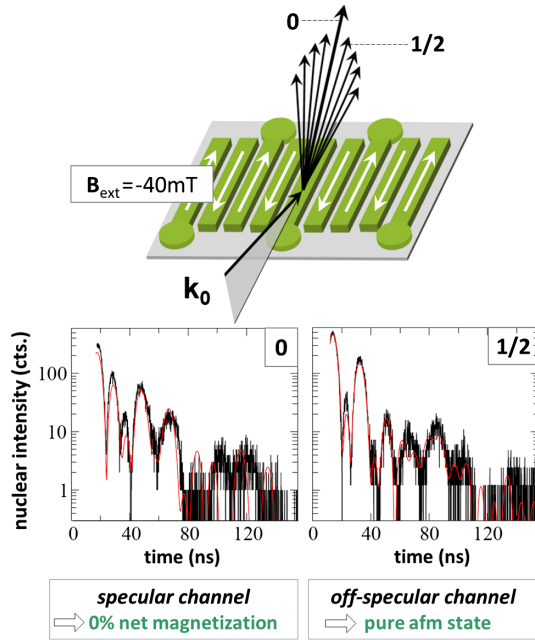 0
1/2
B_ext=-40mT
k_0
0
1/2
nuclear intensity (cts.)
100
10
1
0 40 80 120
0 40 80 120
time (ns)
time (ns)
specular channel
0% net magnetization
off-specular channel
pure afm state